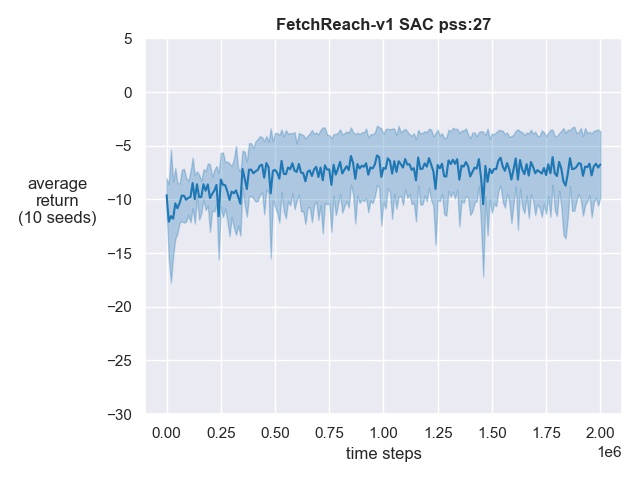 FetchReach-v1 SAC pss:27
5
0
−5
−10
−15
−20
−25
−30
average
return
(10 seeds)
0.00 0.25 0.50 0.75 1.00 1.25 1.50 1.75 2.00
time steps
1e6